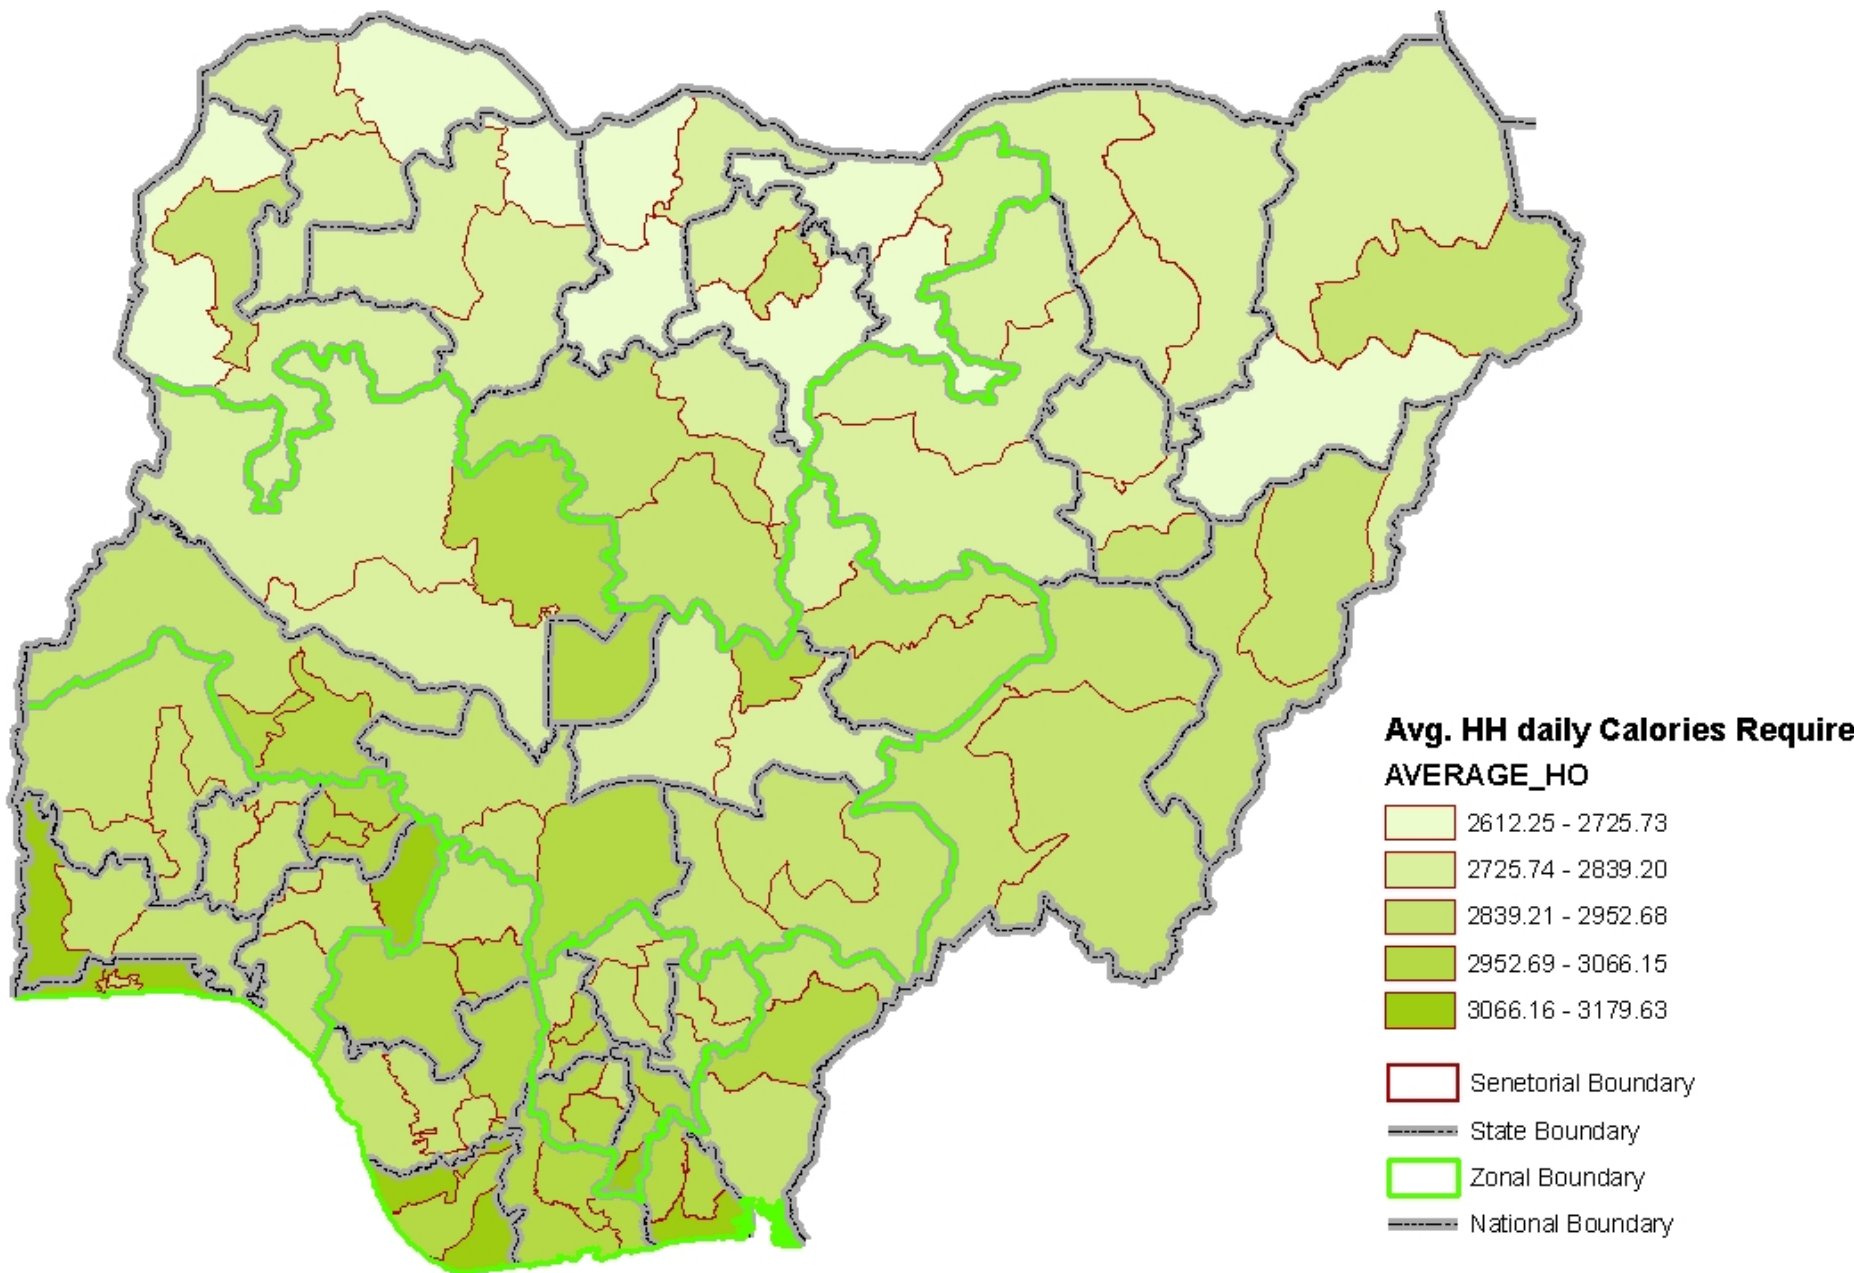 Avg. HH daily Calories Require
AVERAGE_HO
2612.25 - 2725.73
2725.74 - 2839.20
2839.21 - 2952.68
2952.69 - 3066.15
3066.16 - 3179.63
Senetorial Boundary
State Boundary
Zonal Boundary
National Boundary